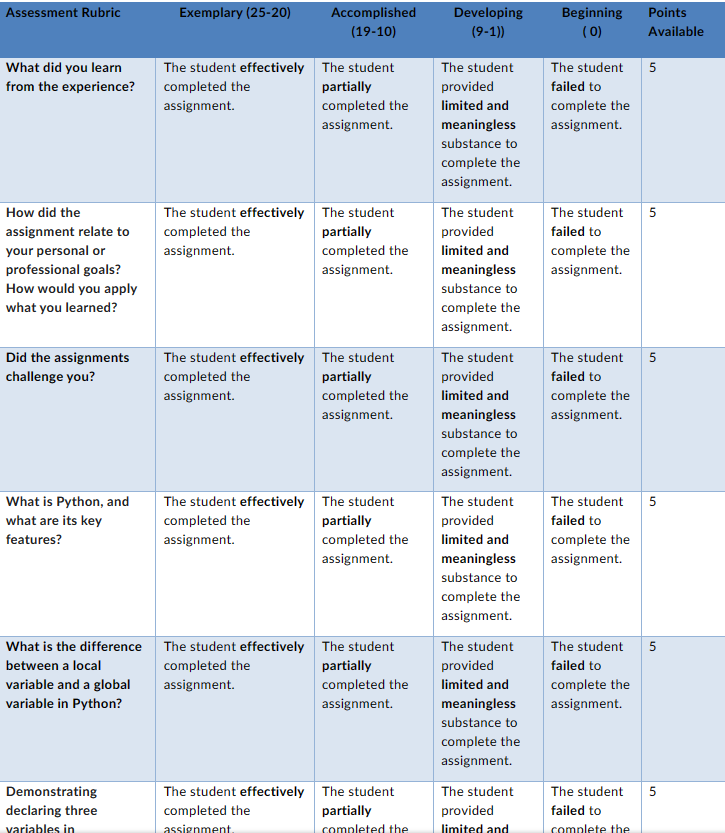 Assessment Rubric
Exemplary (25-20)
Accomplished
(19-10)
Developing
(9-1))
Beginning
( 0)
Points
Available
What did you learn
from the experience?
The student effectively
completed the
assignment.
The student
partially
completed the
assignment.
The student
provided
limited and
meaningless
substance to
complete the
assignment.
The student
failed to
complete the
assignment.
5
How did the
assignment relate to
your personal or
professional goals?
How would you apply
what you learned?
The student effectively
completed the
assignment.
The student
partially
completed the
assignment.
The student
provided
limited and
meaningless
substance to
complete the
assignment.
The student
failed to
complete the
assignment.
5
Did the assignments
challenge you?
The student effectively
completed the
assignment.
The student
partially
completed the
assignment.
The student
provided
limited and
meaningless
substance to
complete the
assignment.
The student
failed to
complete the
assignment.
5
What is Python, and
what are its key
features?
The student effectively
completed the
assignment.
The student
partially
completed the
assignment.
The student
provided
limited and
meaningless
substance to
complete the
assignment.
The student
failed to
complete the
assignment.
5
What is the difference
between a local
variable and a global
variable in Python?
The student effectively
completed the
assignment.
The student
partially
completed the
assignment.
The student
provided
limited and
meaningless
substance to
complete the
assignment.
The student
failed to
complete the
assignment.
5
Demonstrating
declaring three
variables in
The student effectively
completed the
assignment.
The student
partially
completed the
The student
provided
limited and
The student
failed to
complete the
5